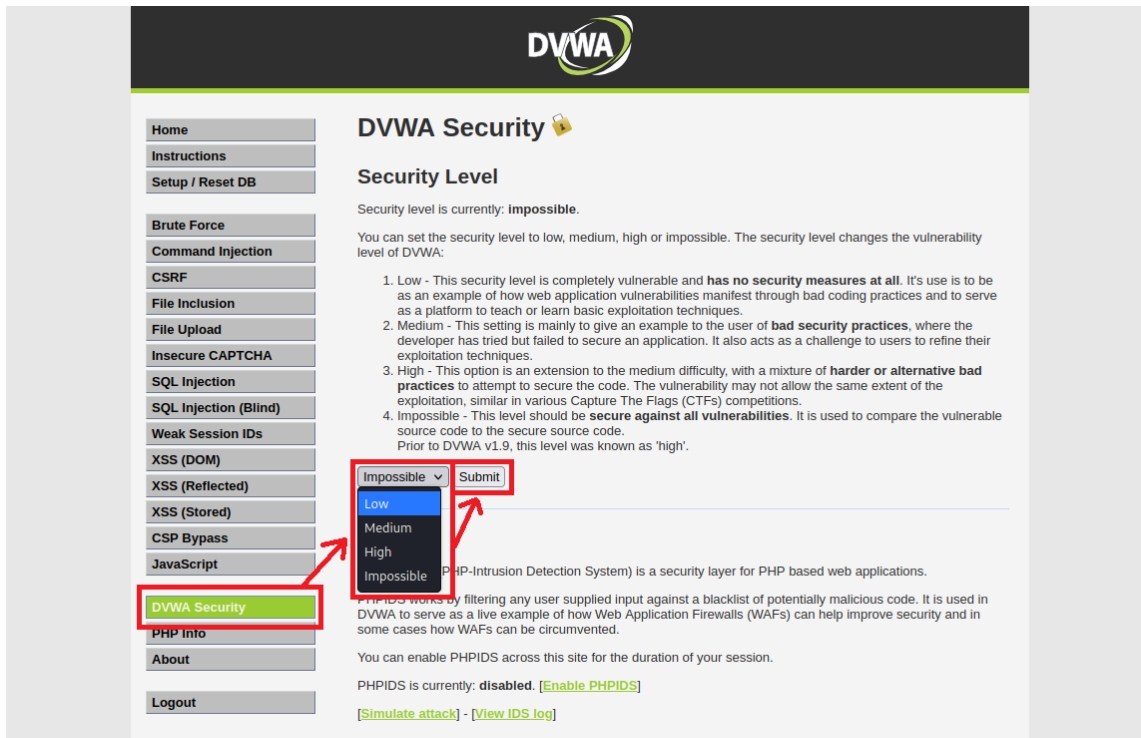 DVWA
Home
Instructions
Setup / Reset DB
Brute Force
Command Injection
CSRF
File Inclusion
File Upload
Insecure CAPTCHA
SQL Injection
SQL Injection (Blind)
Weak Session IDs
XSS (DOM)
XSS (Reflected)
XSS (Stored)
CSP Bypass
JavaScript
DVWA Security
PHP Info
About
Logout
DVWA Security
Security Level
Security level is currently: impossible.
You can set the security level to low, medium, high or impossible. The security level changes the vulnerability
level of DVWA:
1. Low - This security level is completely vulnerable and has no security measures at all. It's use is to be
as an example of how web application vulnerabilities manifest through bad coding practices and to serve
as a platform to teach or learn basic exploitation techniques.
2. Medium - This setting is mainly to give an example to the user of bad security practices, where the
developer has tried but failed to secure an application. It also acts as a challenge to users to refine their
exploitation techniques.
3. High - This option is an extension to the medium difficulty, with a mixture of harder or alternative bad
practices to attempt to secure the code. The vulnerability may not allow the same extent of the
exploitation, similar in various Capture The Flags (CTFs) competitions.
4. Impossible - This level should be secure against all vulnerabilities. It is used to compare the vulnerable
source code to the secure source code.
Prior to DVWA v1.9, this level was known as 'high'.
Impossible Submit
Low
Medium
High
Impossible
PHP-Intrusion Detection System) is a security layer for PHP based web applications.
PHPIDS works by filtering any user supplied input against a blacklist of potentially malicious code. It is used in
DVWA to serve as a live example of how Web Application Firewalls (WAFs) can help improve security and in
some cases how WAFs can be circumvented.
You can enable PHPIDS across this site for the duration of your session.
PHPIDS is currently: disabled. [Enable PHPIDS]
[Simulate attack] - [View IDS log]